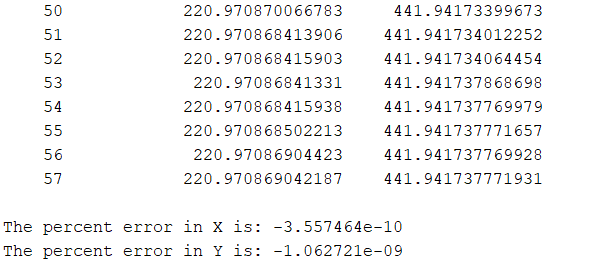 50 220.970870066783 441.94173399673
51 220.970868413906 441.941734012252
52 220.970868415903 441.941734064454
53 220.97086841331 441.941737868698
54 220.970868415938 441.941737769979
55 220.970868502213 441.941737771657
56 220.97086904423 441.941737769928
57 220.970869042187 441.941737771931
The percent error in X is: -3.557464e-10
The percent error in Y is: -1.062721e-09